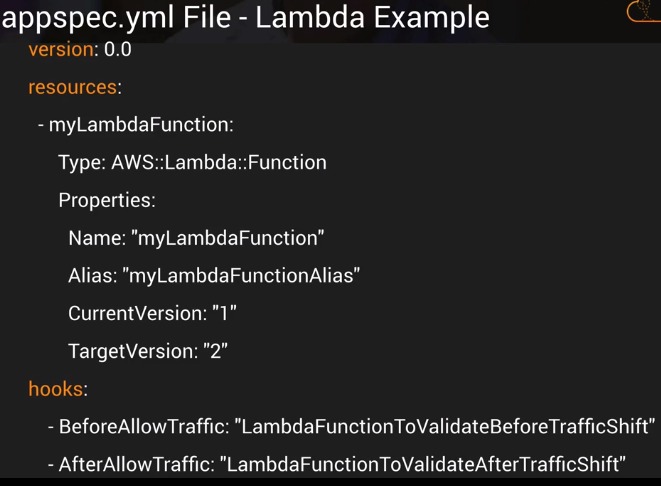 appspec.yml File - Lambda Example
version: 0.0
resources:
- myLambdaFunction:
Type: AWS::Lambda::Function
Properties:
Name: "myLambdaFunction"
Alias: "myLambdaFunctionAlias"
CurrentVersion: "1"
TargetVersion: "2"
hooks:
- BeforeAllowTraffic: "LambdaFunctionToValidateBeforeTrafficShift"
- AfterAllowTraffic: "LambdaFunctionToValidateAfterTrafficShift"